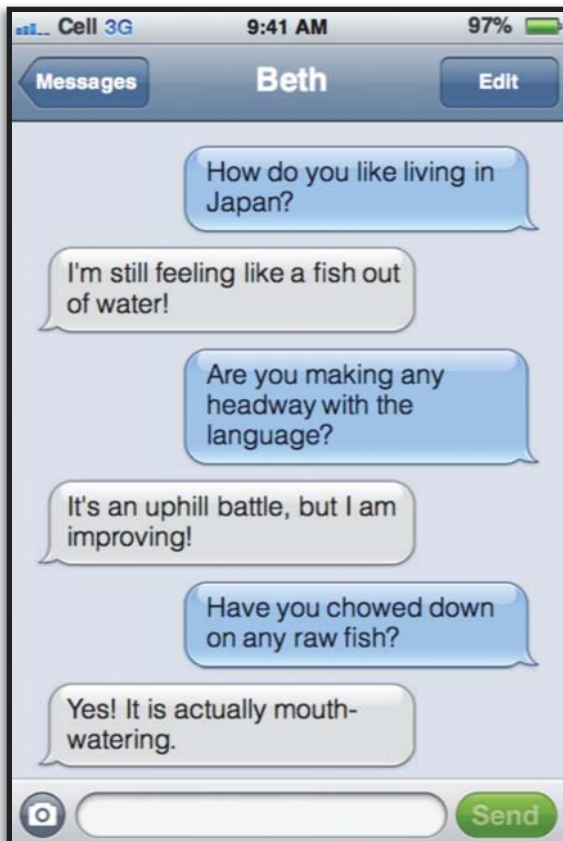 Cell 3G 9:41 AM 97%
Messages Beth Edit
How do you like living in
Japan?
I'm still feeling like a fish out
of water!
Are you making any
headway with the
language?
It's an uphill battle, but I am
improving!
Have you chowed down
on any raw fish?
Yes! It is actually mouth-
watering.
Send